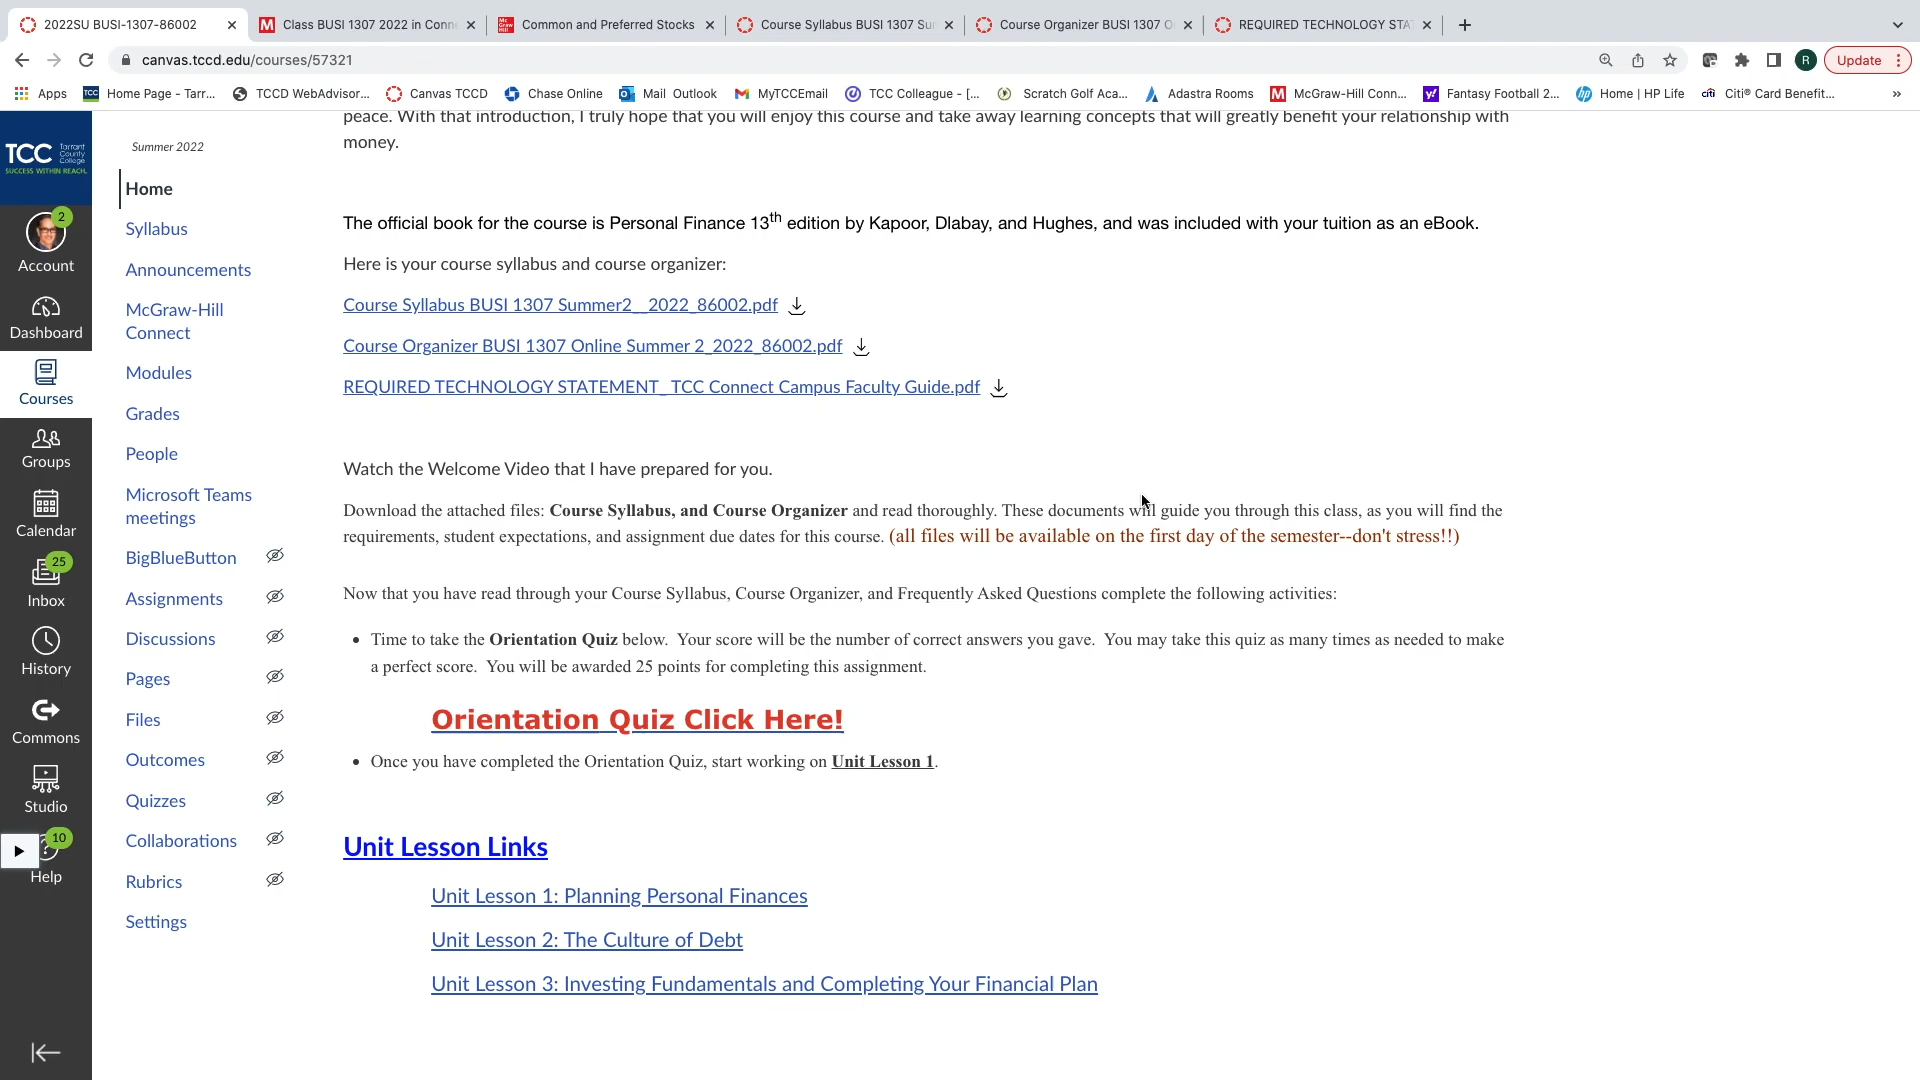 2022SU BUSI-1307-86002
Class BUSI 1307 2022 in Conn
Common and Preferred Stocks
Course Syllabus BUSI 1307 Su
Course Organizer BUSI 1307 O
REQUIRED TECHNOLOGY STA
canvas.tccd.edu/courses/57321
R
Update
Apps
Home Page - Tarr...
TCCD WebAdvisor...
Canvas TCCD
Chase Online
Mail Outlook
MyTCCEmail
TCC Colleague - [...
Scratch Golf Aca...
Adastra Rooms
McGraw-Hill Conn...
Fantasy Football 2...
Home | HP Life
Citi® Card Benefit...
»
TCC Tarrant County College
SUCCESS WITHIN REACH.
2
Account
Dashboard
Courses
Groups
Calendar
25
Inbox
History
Commons
Studio
10
Help
Summer 2022
Home
Syllabus
Announcements
McGraw-Hill
Connect
Modules
Grades
People
Microsoft Teams
meetings
BigBlueButton
Assignments
Discussions
Pages
Files
Outcomes
Quizzes
Collaborations
Rubrics
Settings
peace. With that introduction, I truly hope that you will enjoy this course and take away learning concepts that will greatly benefit your relationship with
money.
The official book for the course is Personal Finance 13th edition by Kapoor, Dlabay, and Hughes, and was included with your tuition as an eBook.
Here is your course syllabus and course organizer:
Course Syllabus BUSI 1307 Summer2__2022_86002.pdf
Course Organizer BUSI 1307 Online Summer 2_2022_86002.pdf
REQUIRED TECHNOLOGY STATEMENT_ TCC Connect Campus Faculty Guide.pdf
Watch the Welcome Video that I have prepared for you.
Download the attached files: Course Syllabus, and Course Organizer and read thoroughly. These documents will guide you through this class, as you will find the
requirements, student expectations, and assignment due dates for this course. (all files will be available on the first day of the semester--don't stress!!)
Now that you have read through your Course Syllabus, Course Organizer, and Frequently Asked Questions complete the following activities:
• Time to take the Orientation Quiz below. Your score will be the number of correct answers you gave. You may take this quiz as many times as needed to make
a perfect score. You will be awarded 25 points for completing this assignment.
Orientation Quiz Click Here!
• Once you have completed the Orientation Quiz, start working on Unit Lesson 1.
Unit Lesson Links
Unit Lesson 1: Planning Personal Finances
Unit Lesson 2: The Culture of Debt
Unit Lesson 3: Investing Fundamentals and Completing Your Financial Plan